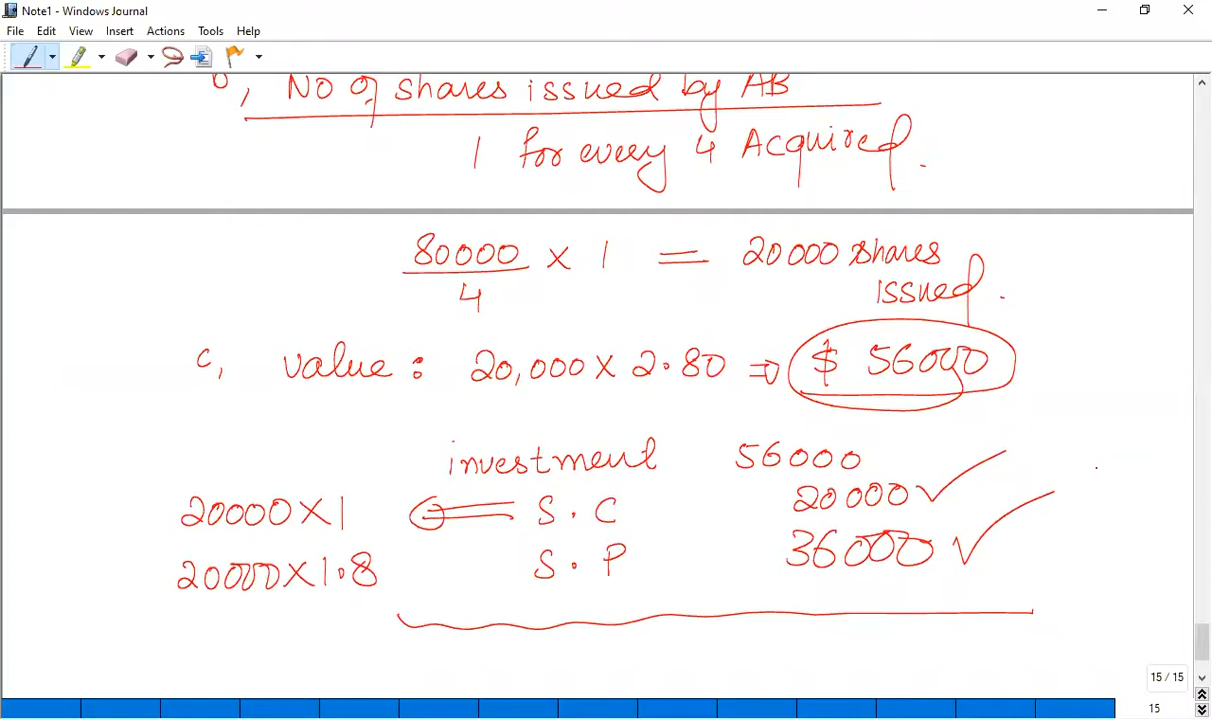 Note1 - Windows Journal
File Edit View Insert Actions Tools Help
b, No of shares issued by AB
1 for every 4 Acquired.
80000 × 1 = 20000 shares
4 issued.
c, value : 20,000 × 2.80 ⇒ $ 56000
investment 56000
20000×1 S.C 20000 ✓
20000×1.8 S.P 36000 ✓
15 / 15
15